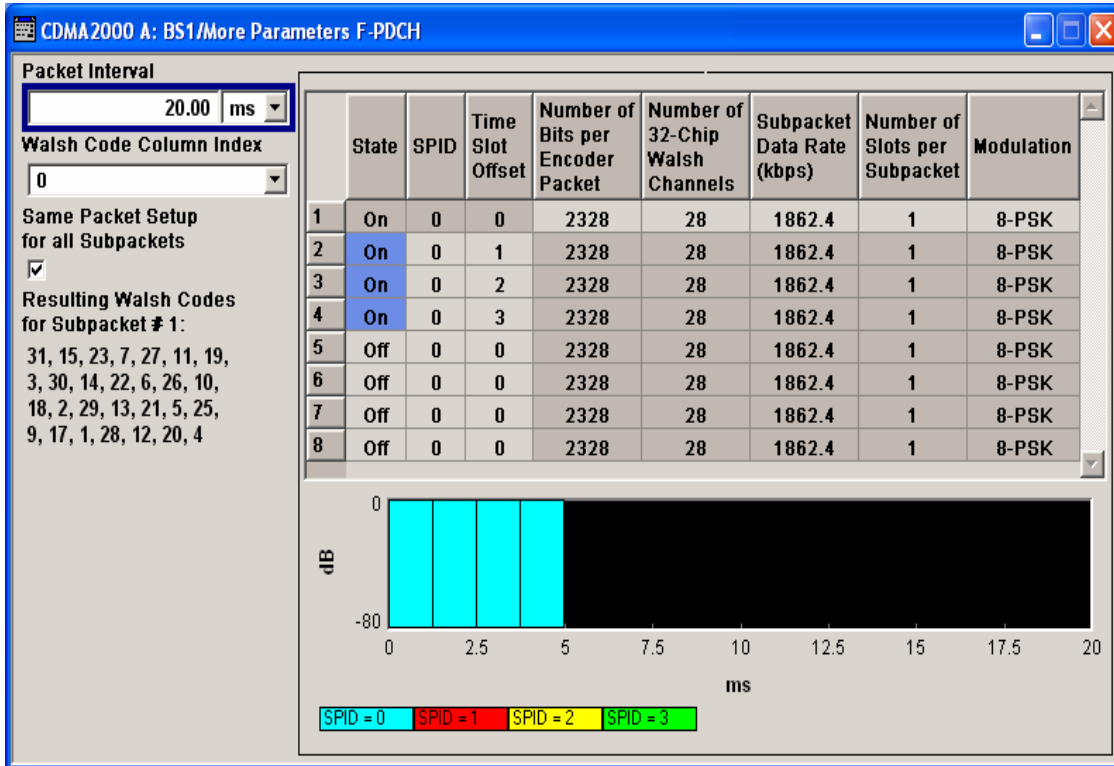 CDMA2000 A: BS1/More Parameters F-PDCH
Packet Interval
20.00 ms
Walsh Code Column Index
0
Same Packet Setup
for all Subpackets
Resulting Walsh Codes
for Subpacket # 1:
31, 15, 23, 7, 27, 11, 19,
3, 30, 14, 22, 6, 26, 10,
18, 2, 29, 13, 21, 5, 25,
9, 17, 1, 28, 12, 20, 4
State SPID Time Slot Offset Number of Bits per Encoder Packet Number of 32-Chip Walsh Channels Subpacket Data Rate (kbps) Number of Slots per Subpacket Modulation
1 On 0 0 2328 28 1862.4 1 8-PSK
2 On 0 1 2328 28 1862.4 1 8-PSK
3 On 0 2 2328 28 1862.4 1 8-PSK
4 On 0 3 2328 28 1862.4 1 8-PSK
5 Off 0 0 2328 28 1862.4 1 8-PSK
6 Off 0 0 2328 28 1862.4 1 8-PSK
7 Off 0 0 2328 28 1862.4 1 8-PSK
8 Off 0 0 2328 28 1862.4 1 8-PSK
0
dB
-80
0 2.5 5 7.5 10 12.5 15 17.5 20
ms
SPID = 0 SPID = 1 SPID = 2 SPID = 3